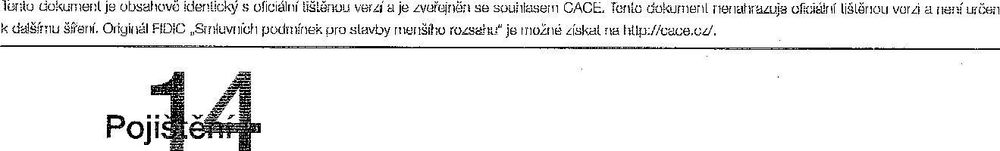 Tento dokument je obsahově identický s oficiální tištěnou verzí a je zveřejněn se souhlasem CACE. Tento dokument nenahrazuje oficiální tištěnou verzi a není určen
k dalšímu šíření. Originál FIDIC „Smluvních podmínek pro stavby menšího rozsahu“ je možné získat na http://cace.cz/.
14
Pojištění